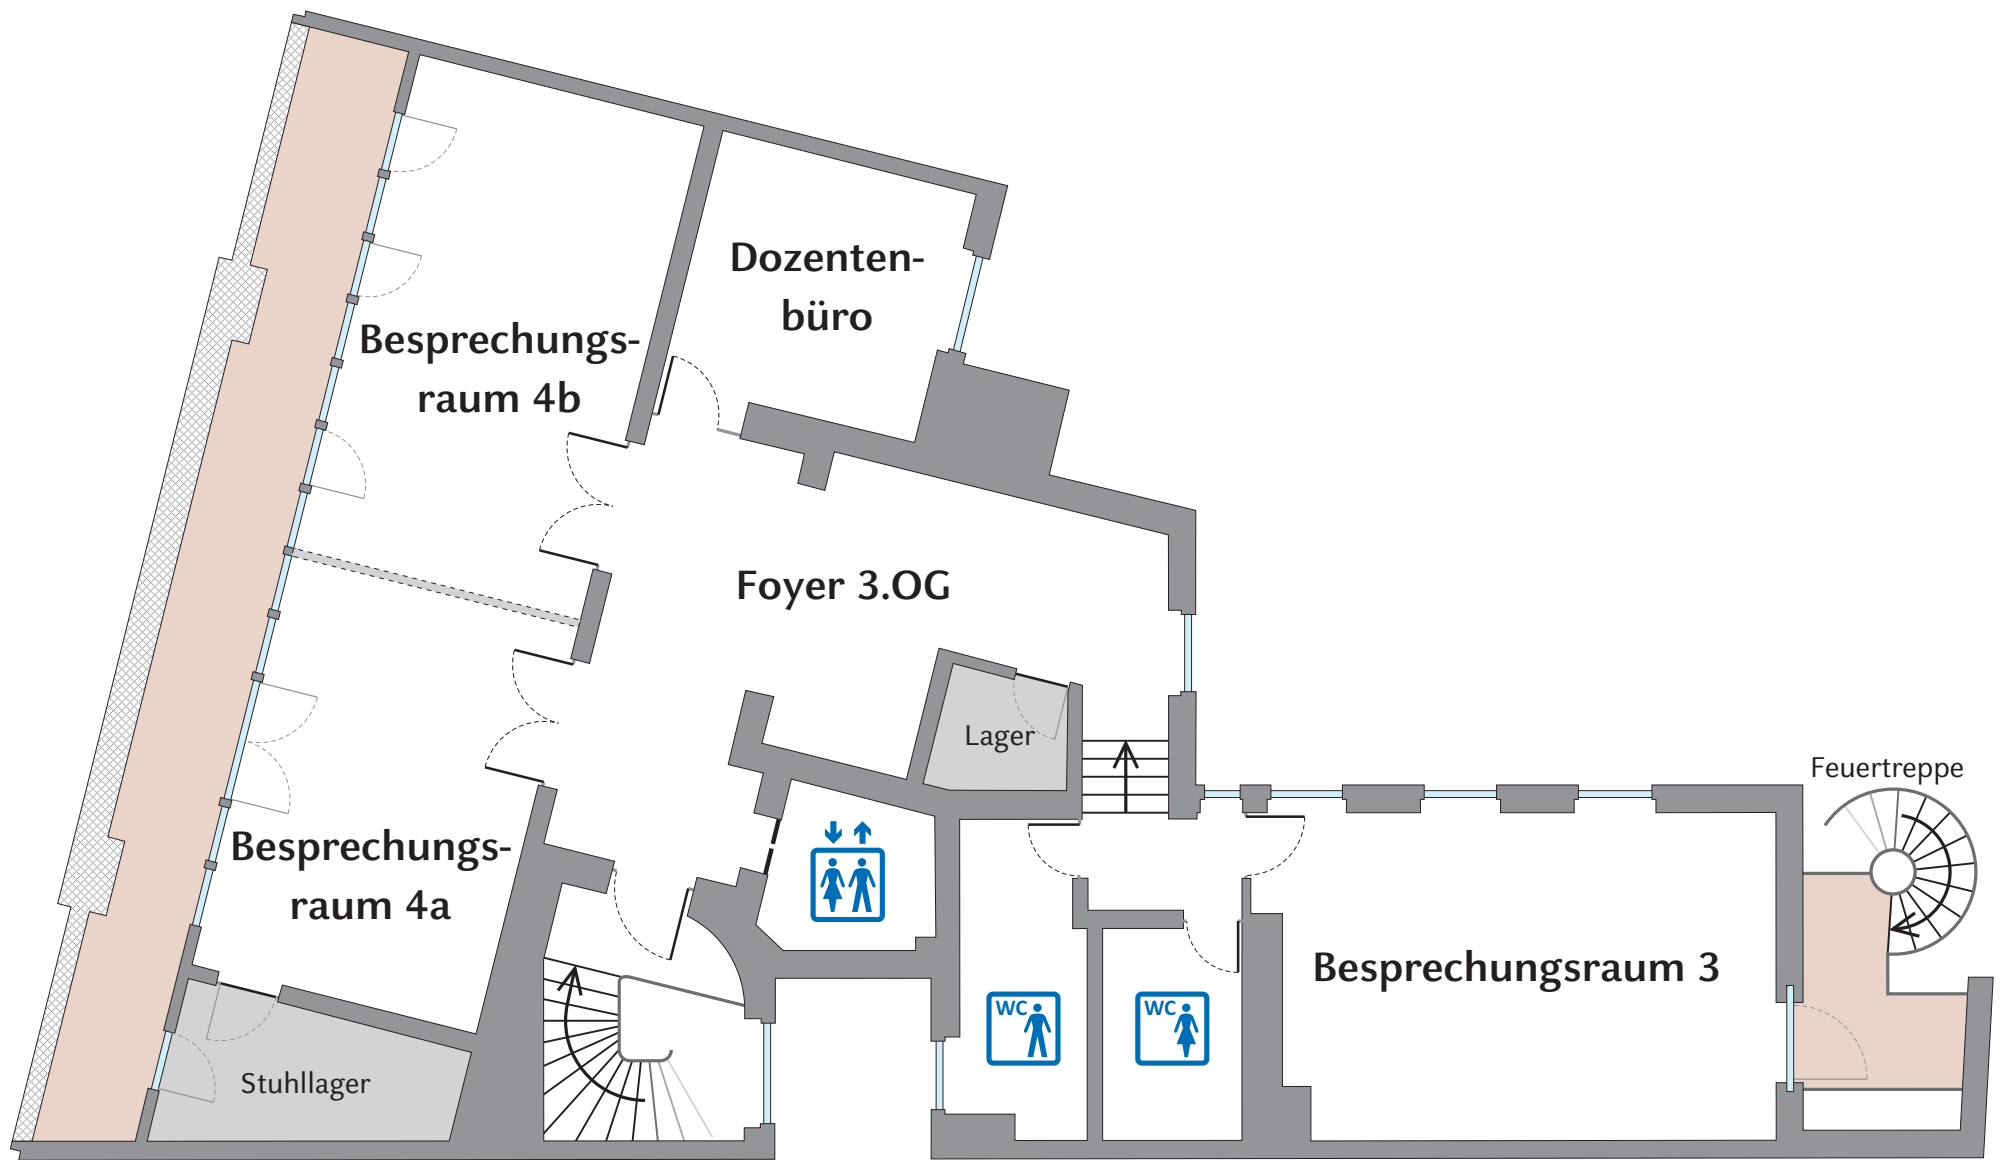 Dozenten-
büro
Besprechungs-
raum 4b
Foyer 3.OG
Lager
Feuertreppe
Besprechungs-
raum 4a
Besprechungsraum 3
WC
WC
Stuhllager